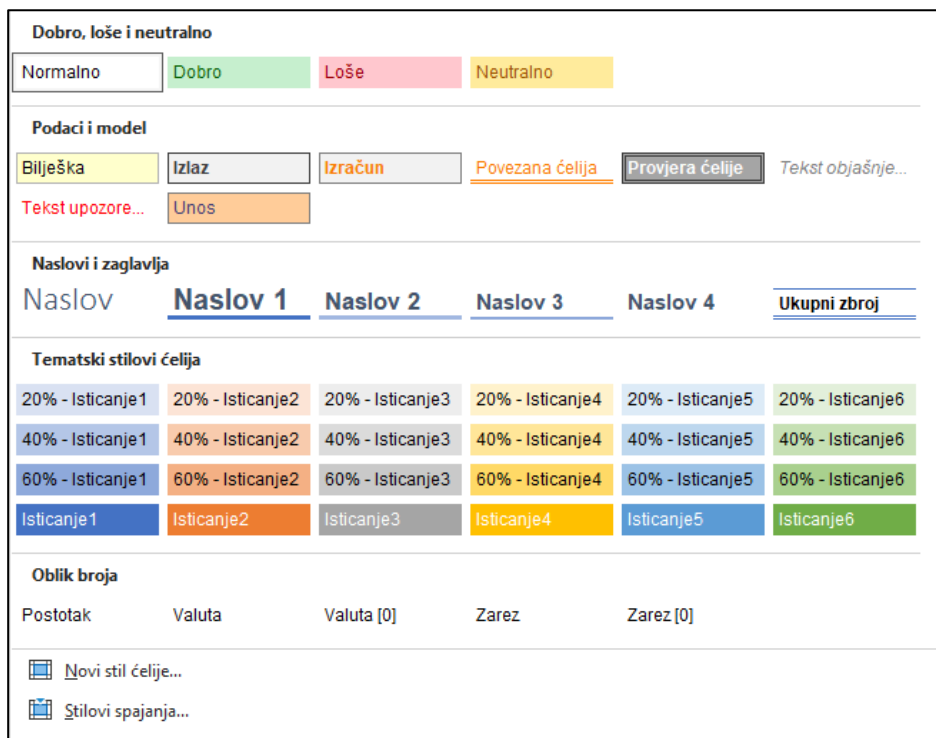 Dobro, loše i neutralno
Normalno Dobro Loše Neutralno
Podaci i model
Bilješka Izlaz Izračun Povezana ćelija Provjera ćelije Tekst objašnje...
Tekst upozore... Unos
Naslovi i zaglavlja
Naslov Naslov 1 Naslov 2 Naslov 3 Naslov 4 Ukupni zbroj
Tematski stilovi ćelija
20% - Isticanje1 20% - Isticanje2 20% - Isticanje3 20% - Isticanje4 20% - Isticanje5 20% - Isticanje6
40% - Isticanje1 40% - Isticanje2 40% - Isticanje3 40% - Isticanje4 40% - Isticanje5 40% - Isticanje6
60% - Isticanje1 60% - Isticanje2 60% - Isticanje3 60% - Isticanje4 60% - Isticanje5 60% - Isticanje6
Isticanje1 Isticanje2 Isticanje3 Isticanje4 Isticanje5 Isticanje6
Oblik broja
Postotak Valuta Valuta [0] Zarez Zarez [0]
Novi stil ćelije...
Stilovi spajanja...